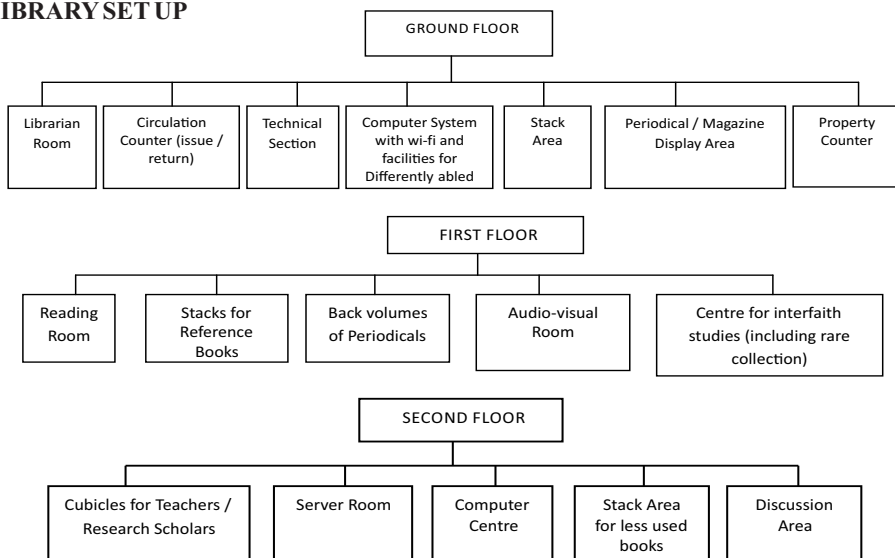 IBRARY SET UP
GROUND FLOOR
Librarian
Room
Circulation
Counter (issue /
return)
Technical
Section
Computer System
with wi-fi and
facilities for
Differently abled
Stack
Area
Periodical / Magazine
Display Area
Property
Counter
FIRST FLOOR
Reading
Room
Stacks for
Reference
Books
Back volumes
of Periodicals
Audio-visual
Room
Centre for interfaith
studies (including rare
collection)
SECOND FLOOR
Cubicles for Teachers /
Research Scholars
Server Room
Computer
Centre
Stack Area
for less used
books
Discussion
Area